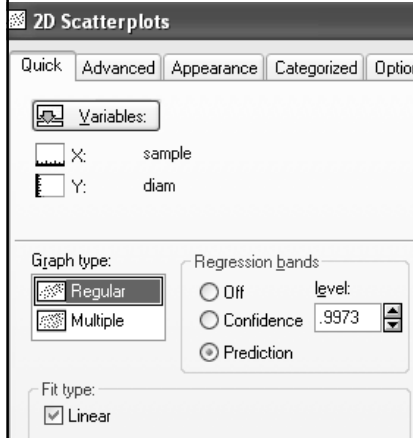 2D Scatterplots
Quick Advanced Appearance Categorized Optio
Variables:
X: sample
Y: diam
Graph type:
Regular
Multiple
Regression bands
Off level:
Confidence .9973
Prediction
Fit type:
Linear